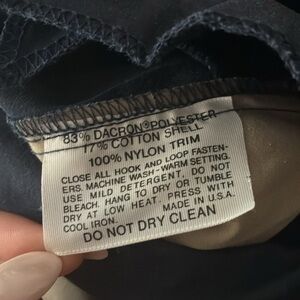 83% DACRON® POLYESTER
17% COTTON SHELL
100% NYLON TRIM
CLOSE ALL HOOK AND LOOP FASTEN-
ERS. MACHINE WASH - WARM SETTING.
USE MILD DETERGENT. DO NOT
BLEACH. HANG TO DRY OR TUMBLE
DRY AT LOW HEAT. PRESS WITH
COOL IRON. MADE IN U.S.A.
DO NOT DRY CLEAN